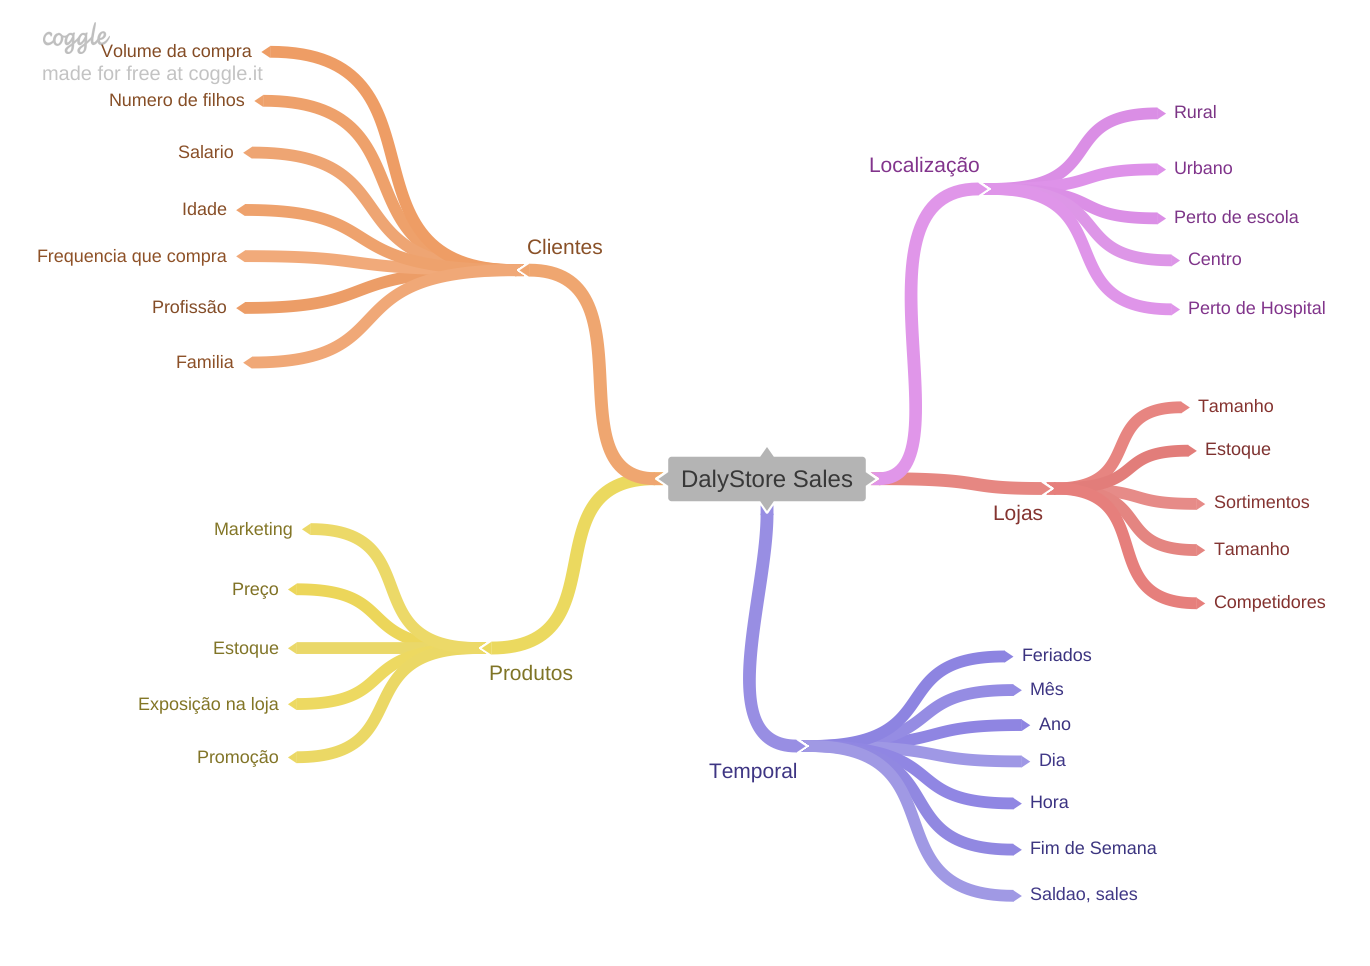 coggle
made for free at coggle.it
Volume da compra
Numero de filhos
Salario
Idade
Frequencia que compra
Profissão
Familia
Clientes
Marketing
Preço
Estoque
Exposição na loja
Promoção
Produtos
DalyStore Sales
Localização
Rural
Urbano
Perto de escola
Centro
Perto de Hospital
Lojas
Tamanho
Estoque
Sortimentos
Tamanho
Competidores
Temporal
Feriados
Mês
Ano
Dia
Hora
Fim de Semana
Saldao, sales